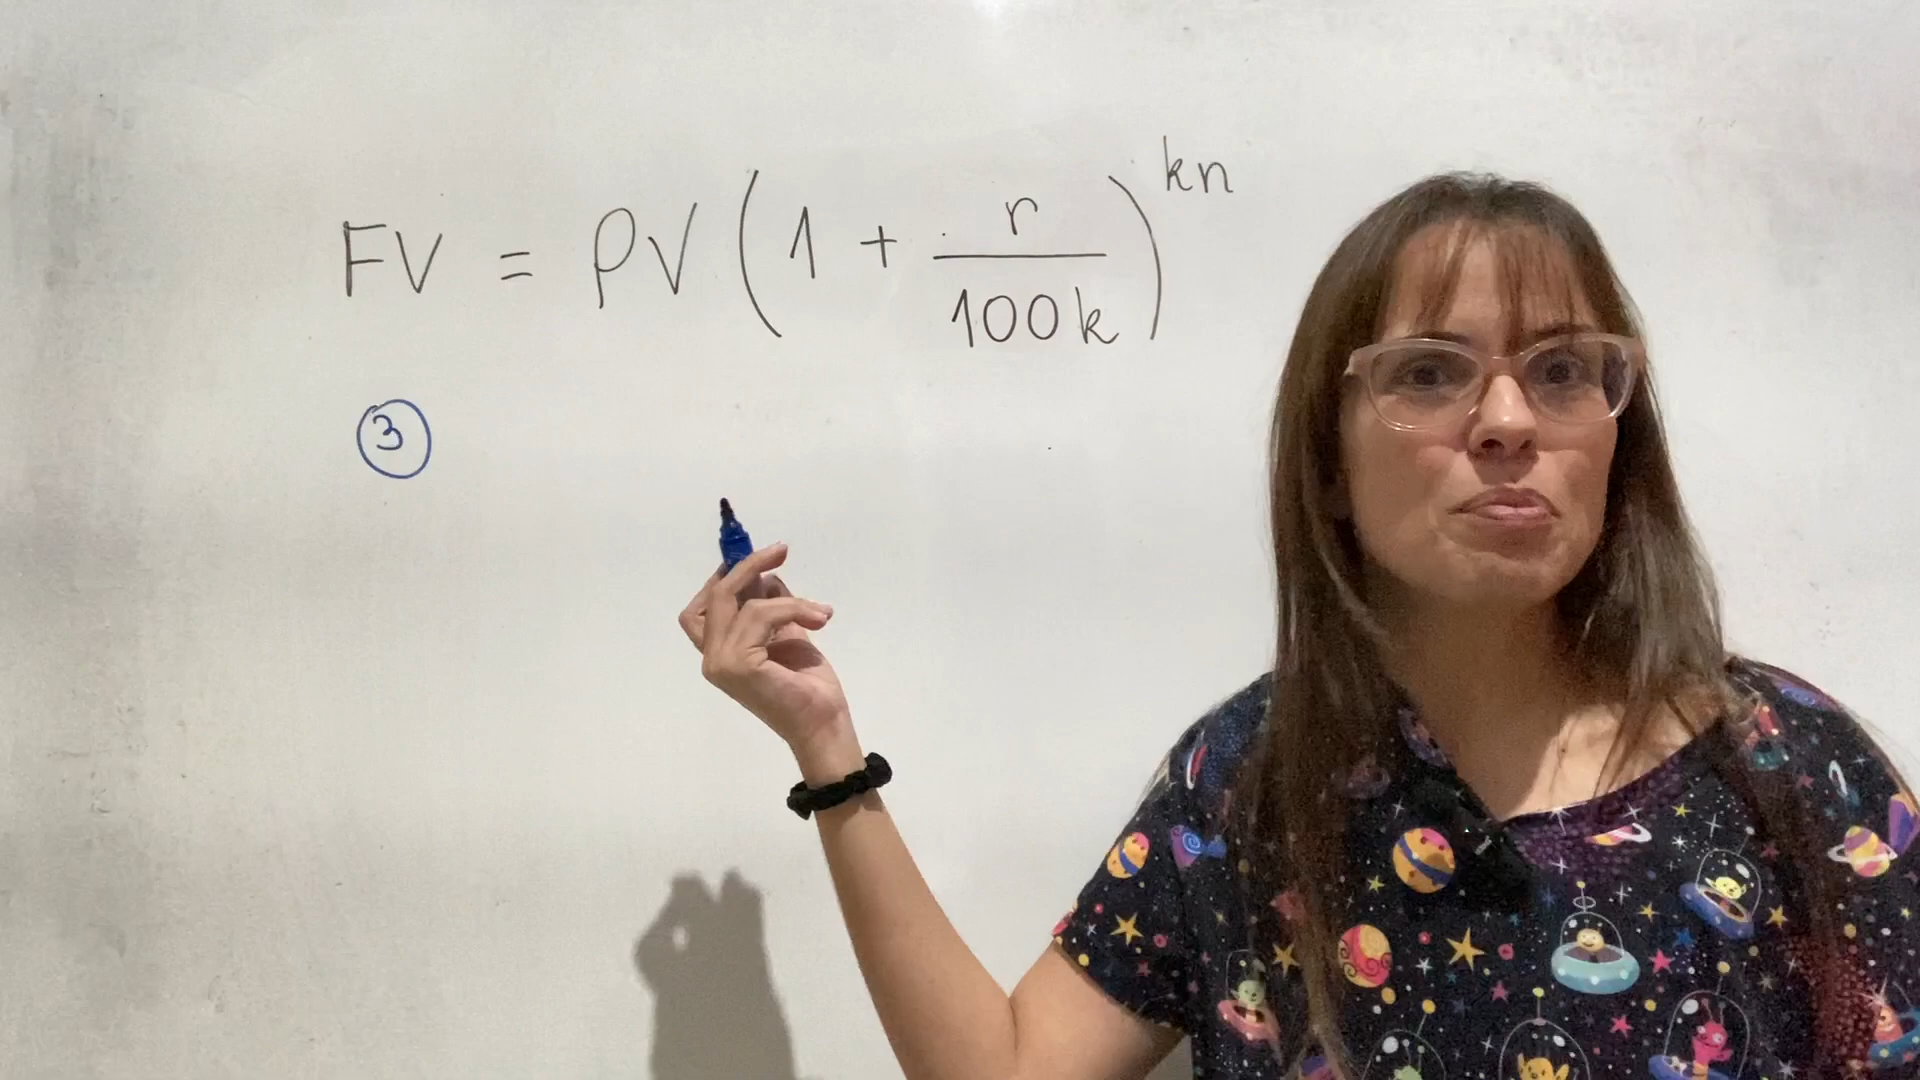 FV = PV (1 + r/100k)^kn
3